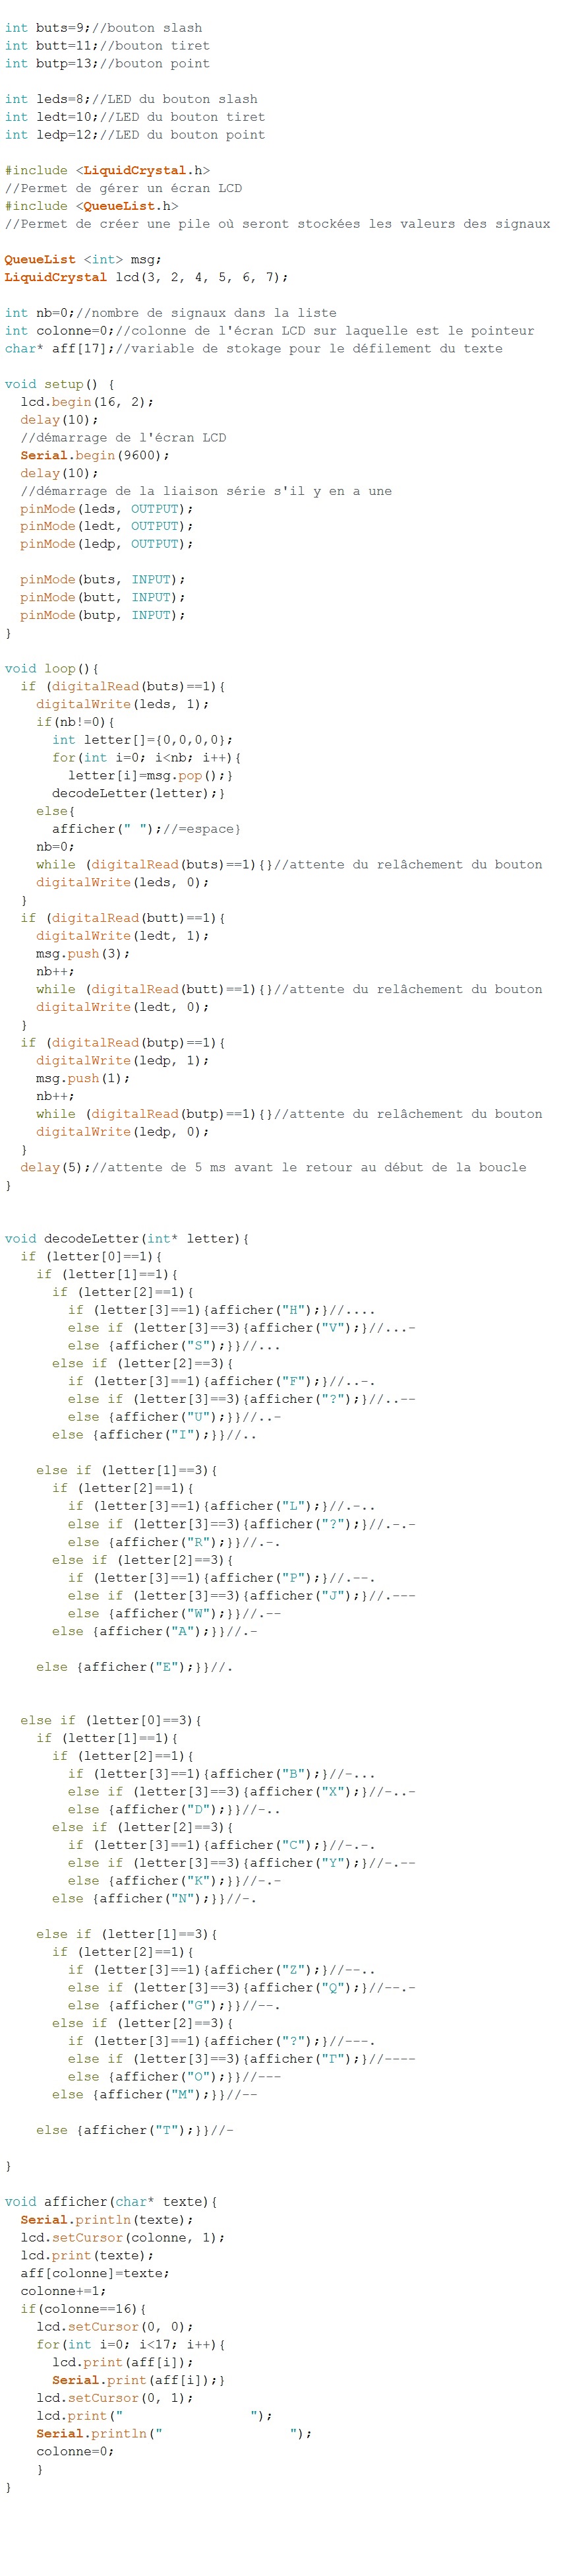 int buts=9;//bouton slash
int butt=11;//bouton tiret
int butp=13;//bouton point

int leds=8;//LED du bouton slash
int ledt=10;//LED du bouton tiret
int ledp=12;//LED du bouton point

#include <LiquidCrystal.h>
//Permet de gérer un écran LCD
#include <QueueList.h>
//Permet de créer une pile où seront stockées les valeurs des signaux

QueueList <int> msg;
LiquidCrystal lcd(3, 2, 4, 5, 6, 7);

int nb=0;//nombre de signaux dans la liste
int colonne=0;//colonne de l'écran LCD sur laquelle est le pointeur
char* aff[17];//variable de stokage pour le défilement du texte

void setup() {
  lcd.begin(16, 2);
  delay(10);
  //démarrage de l'écran LCD
  Serial.begin(9600);
  delay(10);
  //démarrage de la liaison série s'il y en a une
  pinMode(leds, OUTPUT);
  pinMode(ledt, OUTPUT);
  pinMode(ledp, OUTPUT);

  pinMode(buts, INPUT);
  pinMode(butt, INPUT);
  pinMode(butp, INPUT);
}

void loop(){
  if (digitalRead(buts)==1){
    digitalWrite(leds, 1);
    if(nb!=0){
      int letter[]={0,0,0,0};
      for(int i=0; i<nb; i++){
        letter[i]=msg.pop();}
      decodeLetter(letter);}
    else{
      afficher(" ");//=espace}
    nb=0;
    while (digitalRead(buts)==1){}//attente du relâchement du bouton
    digitalWrite(leds, 0);
  }
  if (digitalRead(butt)==1){
    digitalWrite(ledt, 1);
    msg.push(3);
    nb++;
    while (digitalRead(butt)==1){}//attente du relâchement du bouton
    digitalWrite(ledt, 0);
  }
  if (digitalRead(butp)==1){
    digitalWrite(ledp, 1);
    msg.push(1);
    nb++;
    while (digitalRead(butp)==1){}//attente du relâchement du bouton
    digitalWrite(ledp, 0);
  }
  delay(5);//attente de 5 ms avant le retour au début de la boucle
}


void decodeLetter(int* letter){
  if (letter[0]==1){
    if (letter[1]==1){
      if (letter[2]==1){
        if (letter[3]==1){afficher("H");}//....
        else if (letter[3]==3){afficher("V");}//...-
        else {afficher("S");}}//...
      else if (letter[2]==3){
        if (letter[3]==1){afficher("F");}//..-.
        else if (letter[3]==3){afficher("?");}//..--
        else {afficher("U");}}//..-
      else {afficher("I");}}//..

    else if (letter[1]==3){
      if (letter[2]==1){
        if (letter[3]==1){afficher("L");}//.-..
        else if (letter[3]==3){afficher("?");}//.-.-
        else {afficher("R");}}//.-.
      else if (letter[2]==3){
        if (letter[3]==1){afficher("P");}//.--.
        else if (letter[3]==3){afficher("J");}//.---
        else {afficher("W");}}//.--
      else {afficher("A");}}//.-

    else {afficher("E");}}//.


  else if (letter[0]==3){
    if (letter[1]==1){
      if (letter[2]==1){
        if (letter[3]==1){afficher("B");}//-...
        else if (letter[3]==3){afficher("X");}//-..-
        else {afficher("D");}}//-..
      else if (letter[2]==3){
        if (letter[3]==1){afficher("C");}//-.-.
        else if (letter[3]==3){afficher("Y");}//-.--
        else {afficher("K");}}//-.-
      else {afficher("N");}}//-.

    else if (letter[1]==3){
      if (letter[2]==1){
        if (letter[3]==1){afficher("Z");}//--..
        else if (letter[3]==3){afficher("Q");}//--.-
        else {afficher("G");}}//--.
      else if (letter[2]==3){
        if (letter[3]==1){afficher("?");}//---.
        else if (letter[3]==3){afficher("Γ");}//----
        else {afficher("O");}}//---
      else {afficher("M");}}//--

    else {afficher("T");}}//-

}

void afficher(char* texte){
  Serial.println(texte);
  lcd.setCursor(colonne, 1);
  lcd.print(texte);
  aff[colonne]=texte;
  colonne+=1;
  if(colonne==16){
    lcd.setCursor(0, 0);
    for(int i=0; i<17; i++){
      lcd.print(aff[i]);
      Serial.print(aff[i]);}
    lcd.setCursor(0, 1);
    lcd.print("                ");
    Serial.println("                ");
    colonne=0;
    }
}